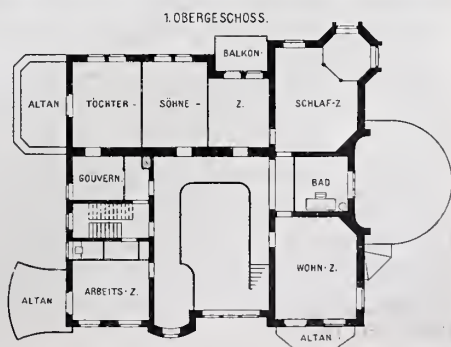 1. OBERGESCHOSS.
BALKON-
ALTAN
TÖCHTER-
SÖHNE-
Z.
SCHLAF-Z
GOUVERN.
BAD
WOHN-Z.
ALTAN
ARBEITS-Z.
ALTAN